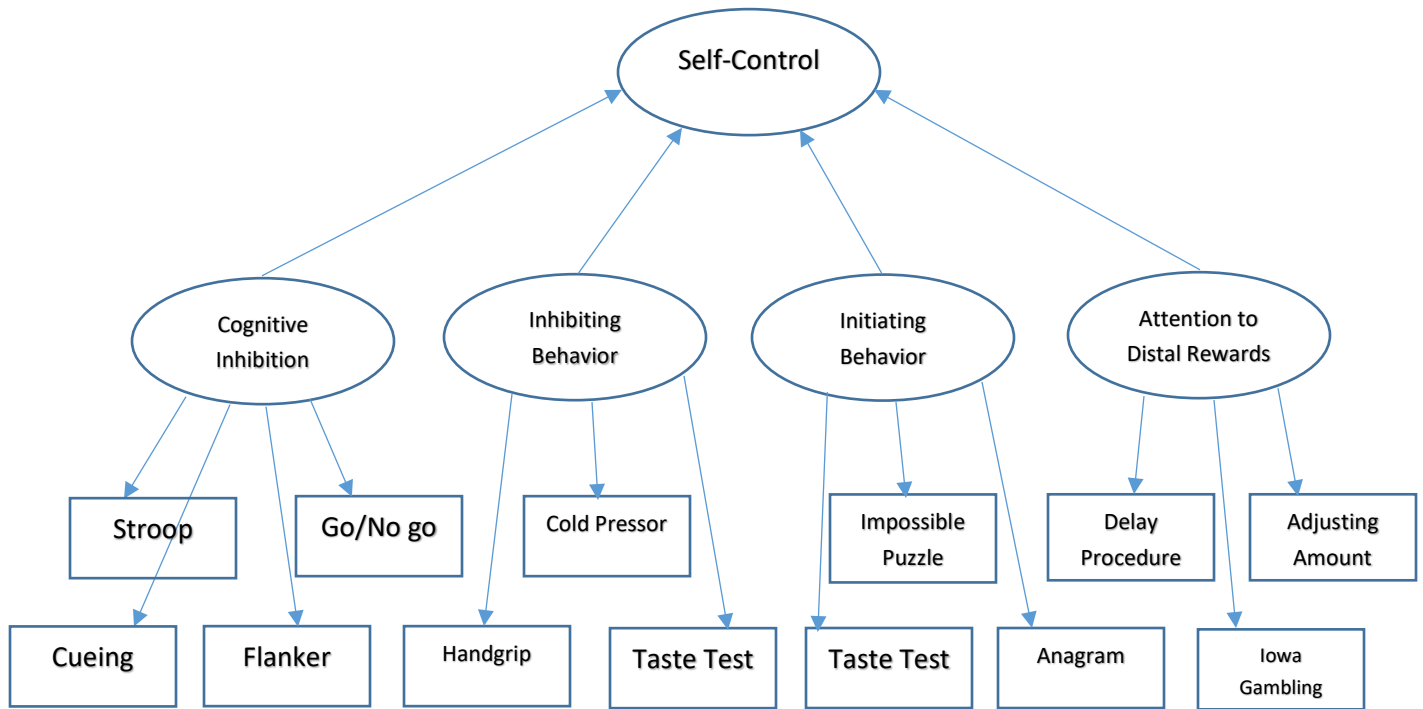 Self-Control
Cognitive
Inhibition
Inhibiting
Behavior
Initiating
Behavior
Attention to
Distal Rewards
Stroop
Go/No go
Cold Pressor
Impossible
Puzzle
Delay
Procedure
Adjusting
Amount
Cueing
Flanker
Handgrip
Taste Test
Taste Test
Anagram
Iowa
Gambling